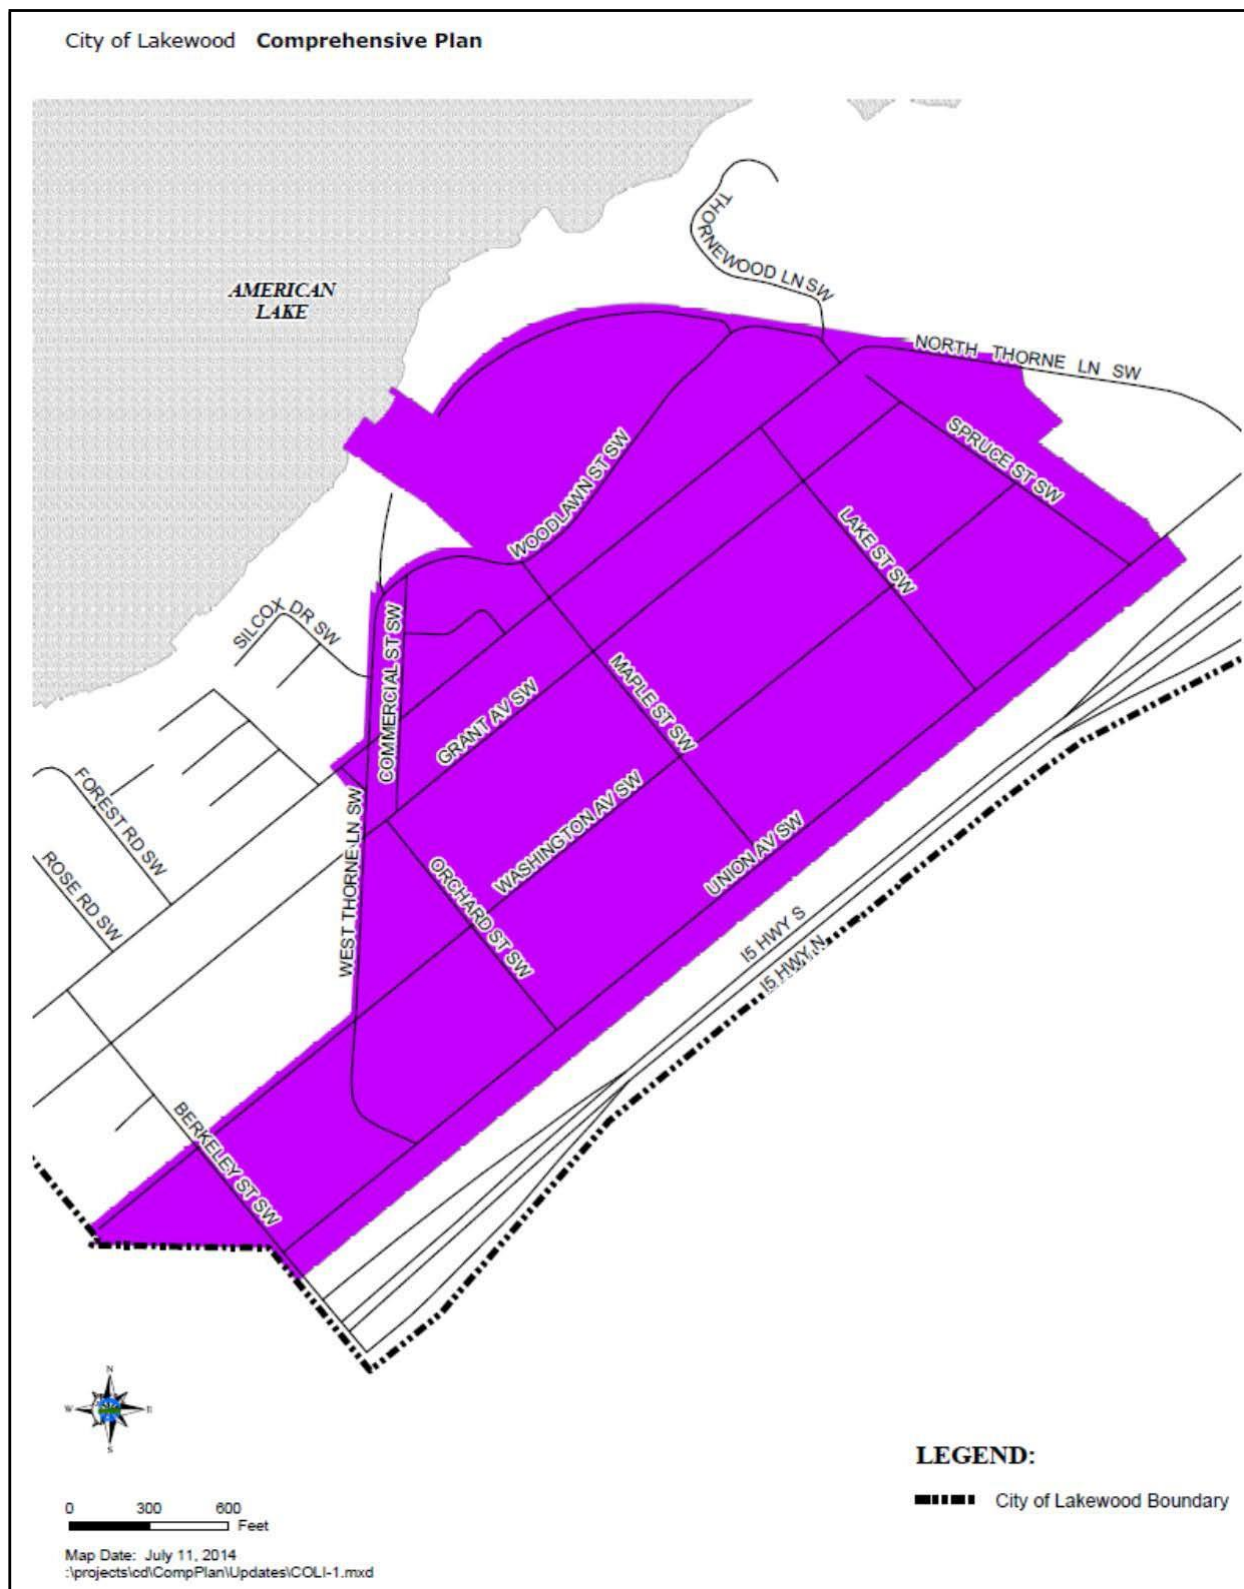 City of Lakewood Comprehensive Plan
AMERICAN
LAKE
THORNEWOOD LN SW
NORTH THORNE LN SW
SPRUCE ST SW
WOODLAWN ST SW
LAKE ST SW
SILCOX DR SW
COMMERCIAL ST SW
MAPLE ST SW
GRANT AV SW
FOREST RD SW
ROSE RD SW
WEST THORNE LN SW
WASHINGTON AV SW
UNION AV SW
ORCHARD ST SW
I5 HWY S
I5 HWY N
BERKELEY ST SW
N
W
E
S
LEGEND:
City of Lakewood Boundary
0 300 600
Feet
Map Date: July 11, 2014
:\projects\cd\CompPlan\Updates\COLI-1.mxd